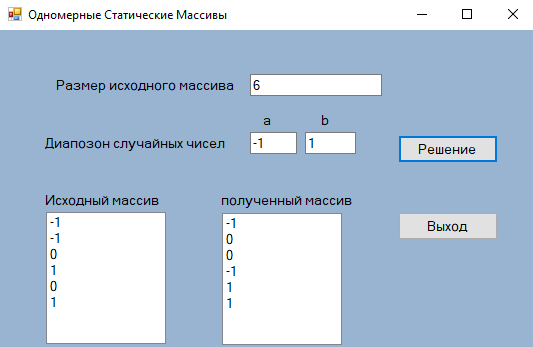 Одномерные Статические Массивы
Размер исходного массива 6
a b
Диапозон случайных чисел -1 1
Решение
Исходный массив полученный массив
Выход
-1 -1
-1 0
0 0
1 -1
0 1
1 1